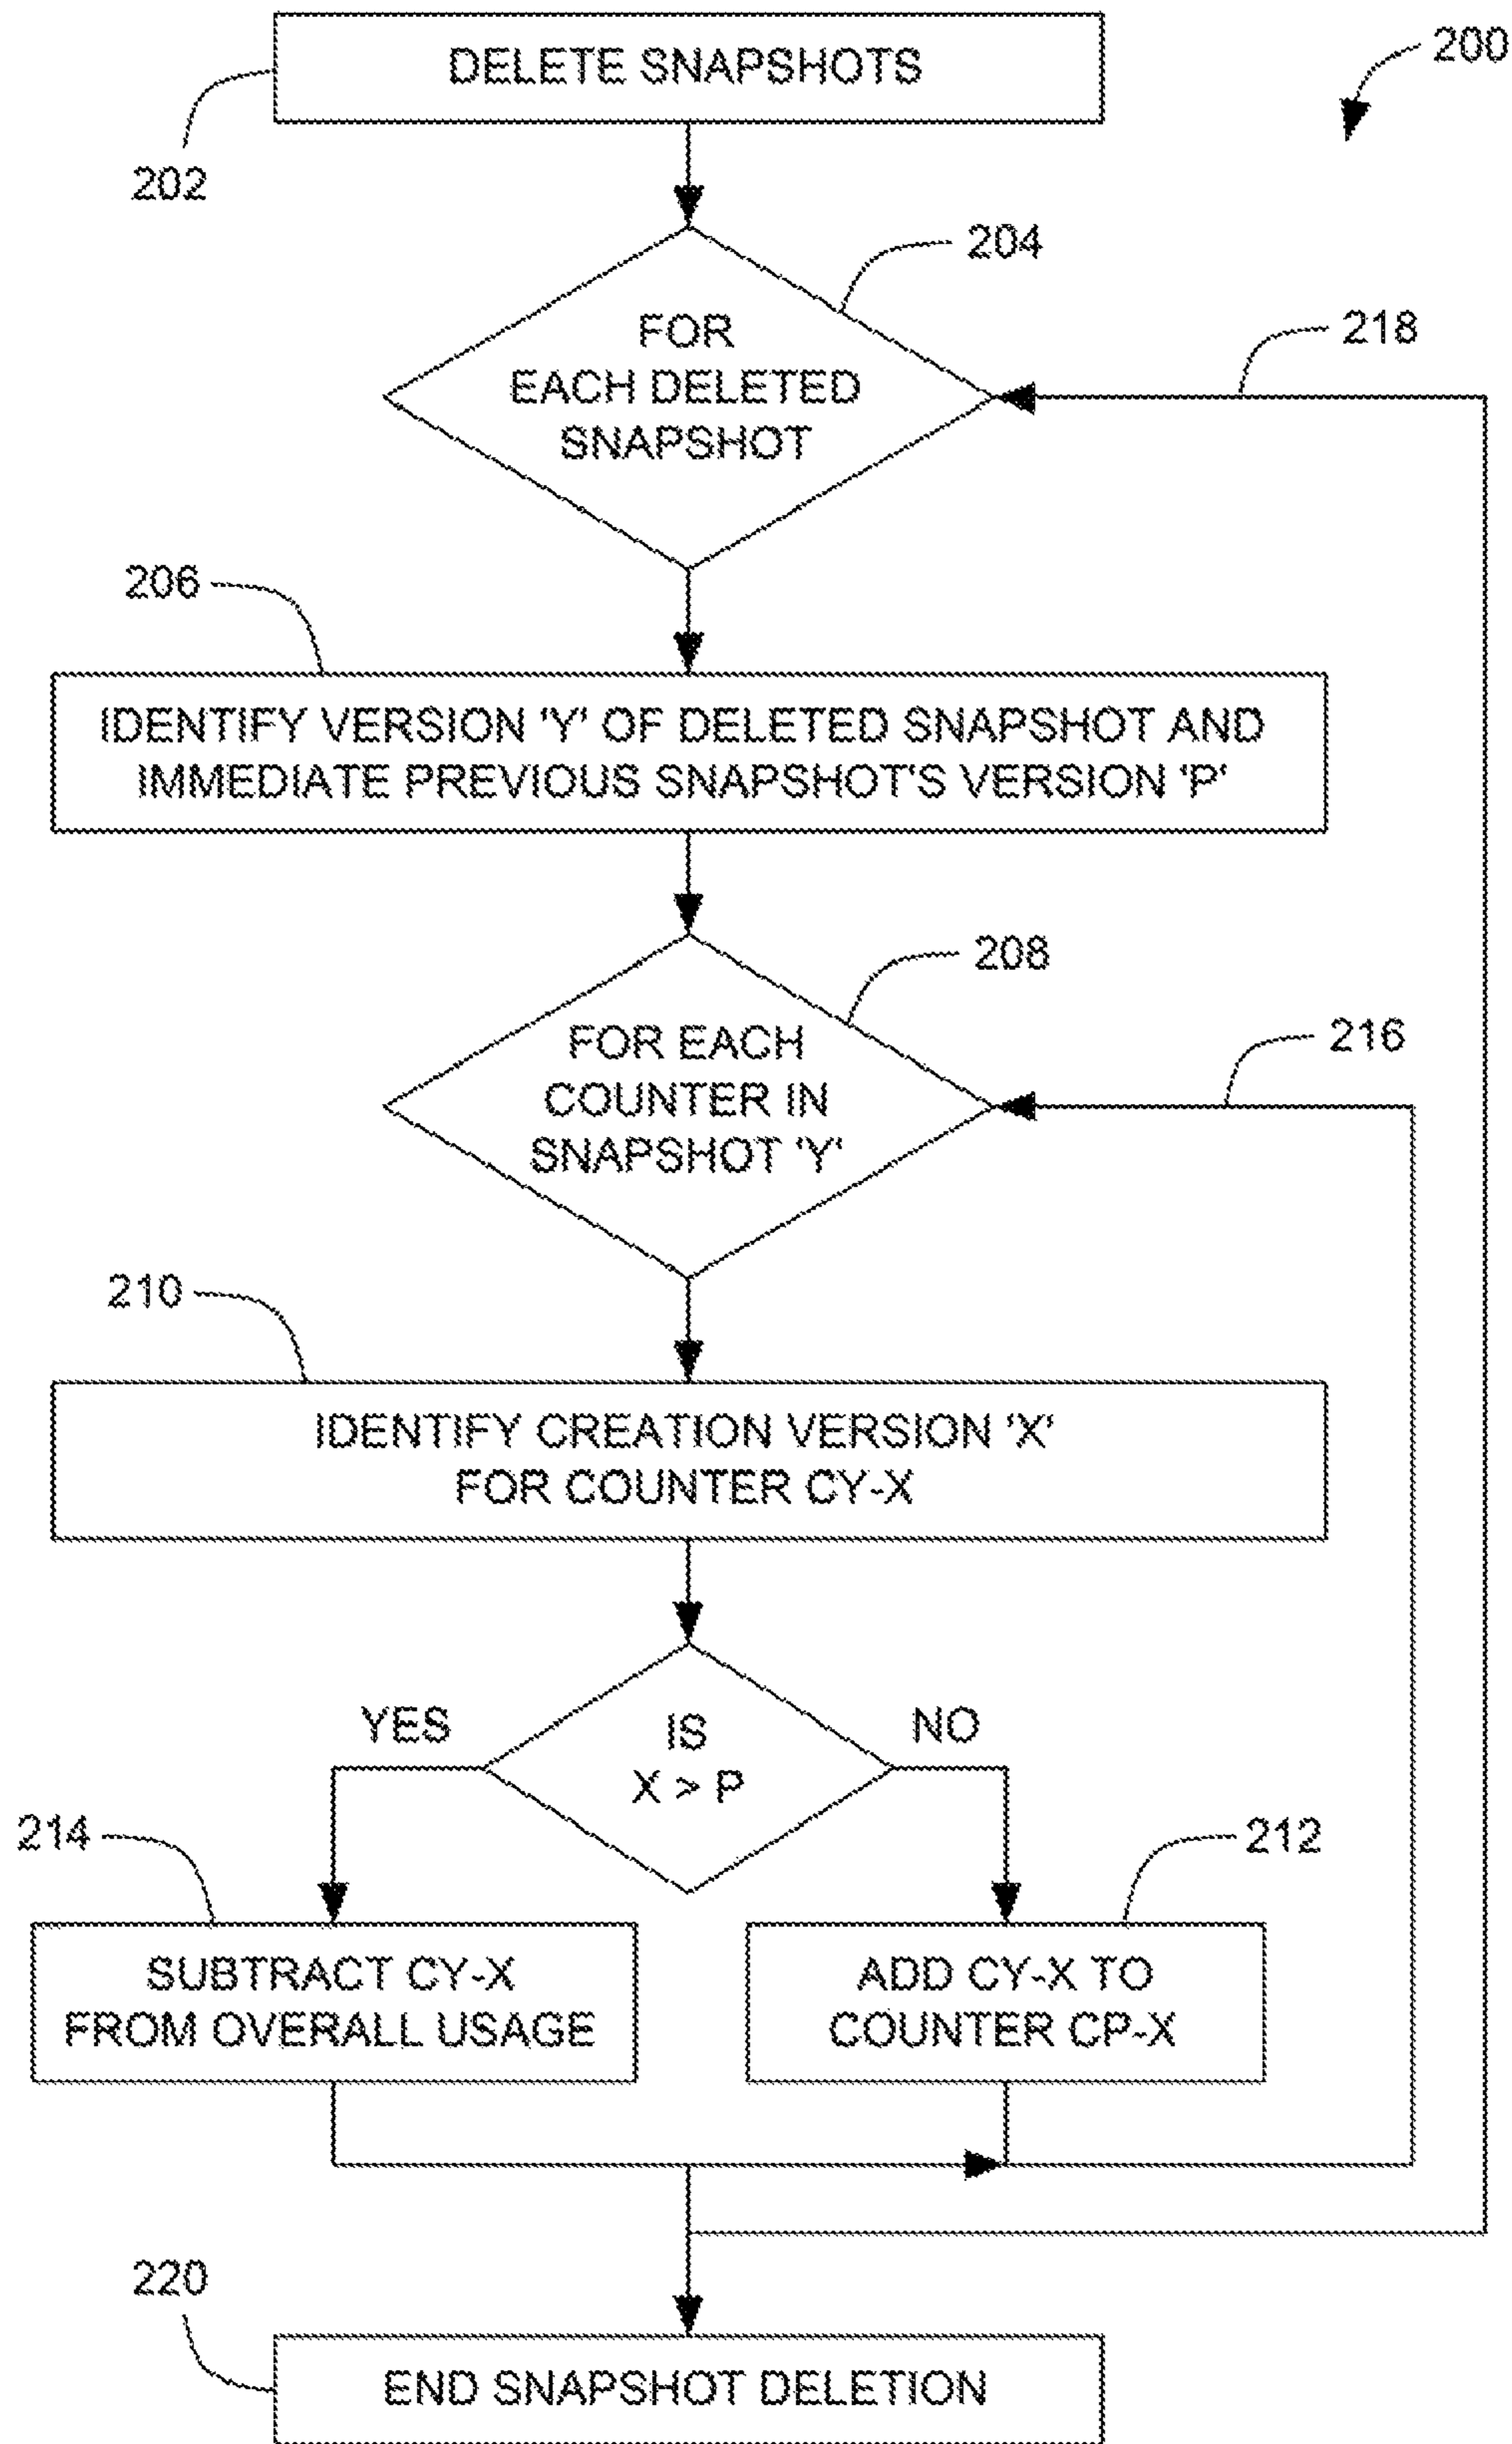 DELETE SNAPSHOTS
200
202
204
FOR
EACH DELETED
SNAPSHOT
218
206
IDENTIFY VERSION 'Y' OF DELETED SNAPSHOT AND
IMMEDIATE PREVIOUS SNAPSHOT'S VERSION 'P'
208
FOR EACH
COUNTER IN
SNAPSHOT 'Y'
216
210
IDENTIFY CREATION VERSION 'X'
FOR COUNTER CY-X
YES
IS
X > P
NO
214
212
SUBTRACT CY-X
FROM OVERALL USAGE
ADD CY-X TO
COUNTER CP-X
220
END SNAPSHOT DELETION